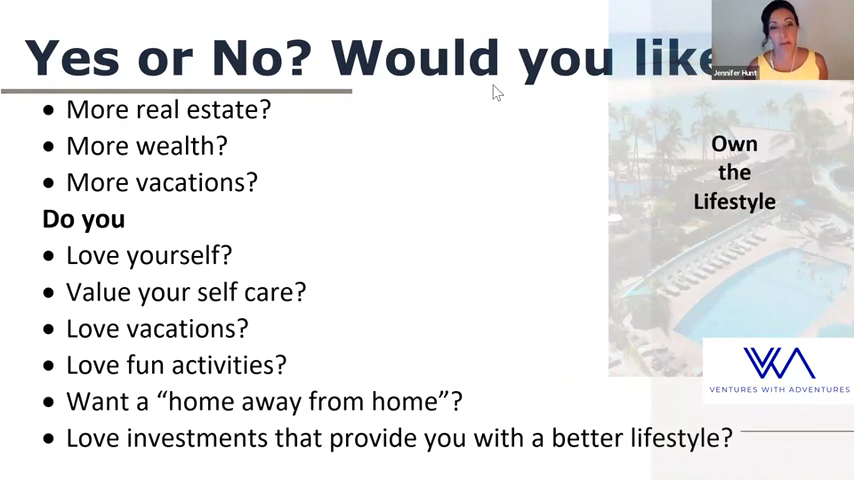 Yes or No? Would you like
Jennifer Hunt
• More real estate?
• More wealth?
• More vacations?
Do you
• Love yourself?
• Value your self care?
• Love vacations?
• Love fun activities?
• Want a “home away from home”?
• Love investments that provide you with a better lifestyle?
Own
the
Lifestyle
VENTURES WITH ADVENTURES